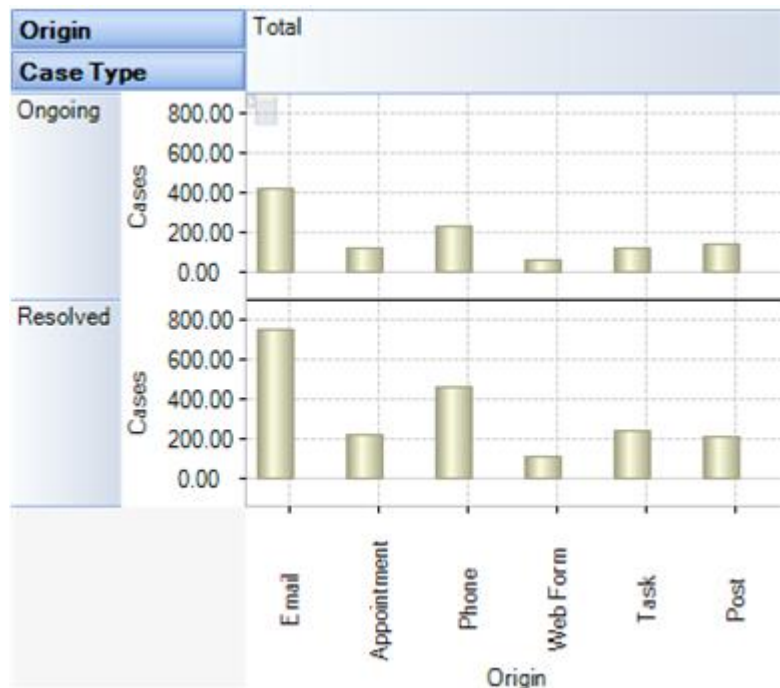 Origin
Total
Case Type
Ongoing
Cases
800.00
600.00
400.00
200.00
0.00
Resolved
Cases
800.00
600.00
400.00
200.00
0.00
Email
Appointment
Phone
Web Form
Task
Post
Origin